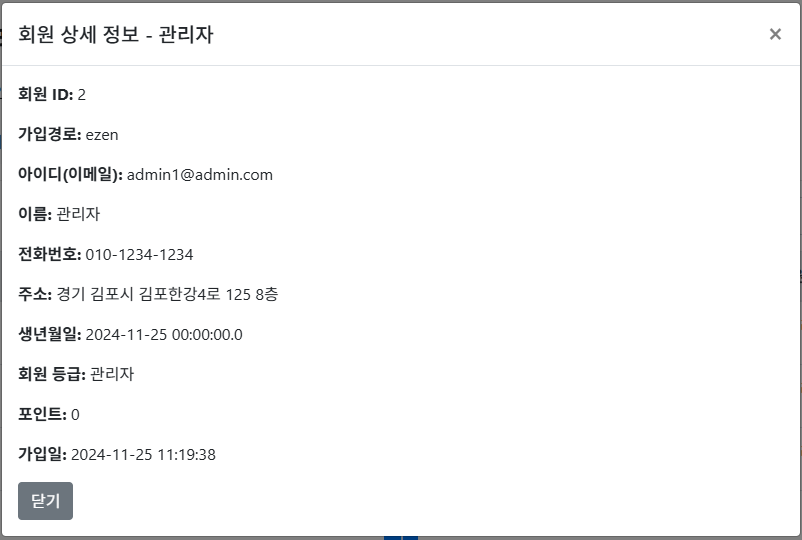 회원 상세 정보 - 관리자
×
회원 ID: 2
가입경로: ezen
아이디(이메일): admin1@admin.com
이름: 관리자
전화번호: 010-1234-1234
주소: 경기 김포시 김포한강4로 125 8층
생년월일: 2024-11-25 00:00:00.0
회원 등급: 관리자
포인트: 0
가입일: 2024-11-25 11:19:38
닫기